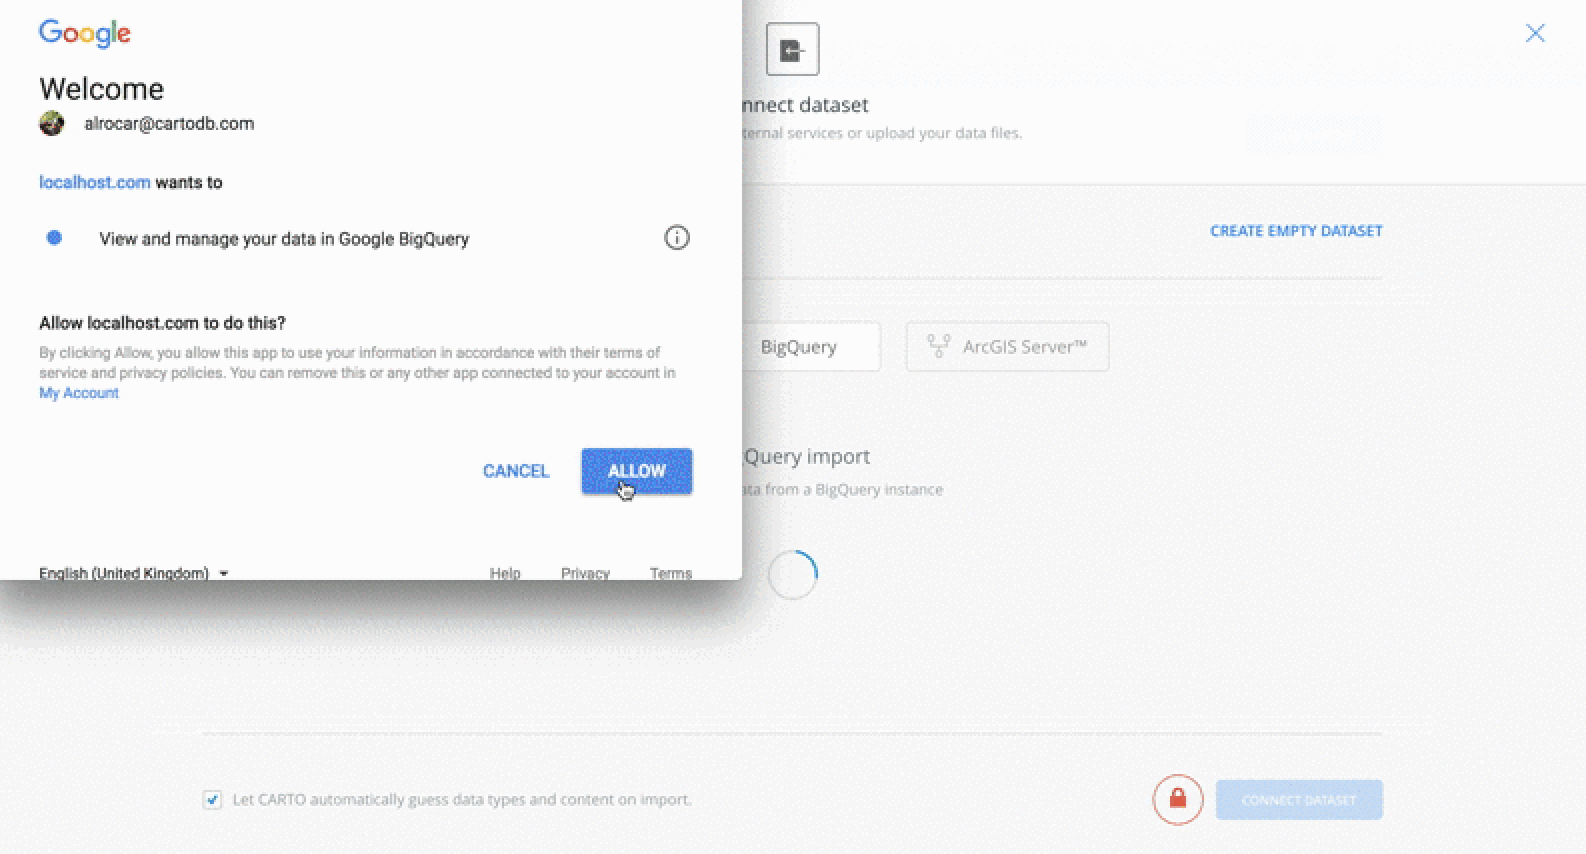 Google
Welcome
alrocar@cartodb.com
localhost.com wants to
View and manage your data in Google BigQuery
Allow localhost.com to do this?
By clicking Allow, you allow this app to use your information in accordance with their terms of
service and privacy policies. You can remove this or any other app connected to your account in
My Account
CANCEL
ALLOW
English (United Kingdom)
Help
Privacy
Terms
nnect dataset
ternal services or upload your data files.
CREATE EMPTY DATASET
BigQuery
ArcGIS Server™
Query import
ata from a BigQuery instance
Let CARTO automatically guess data types and content on import.
CONNECT DATASET